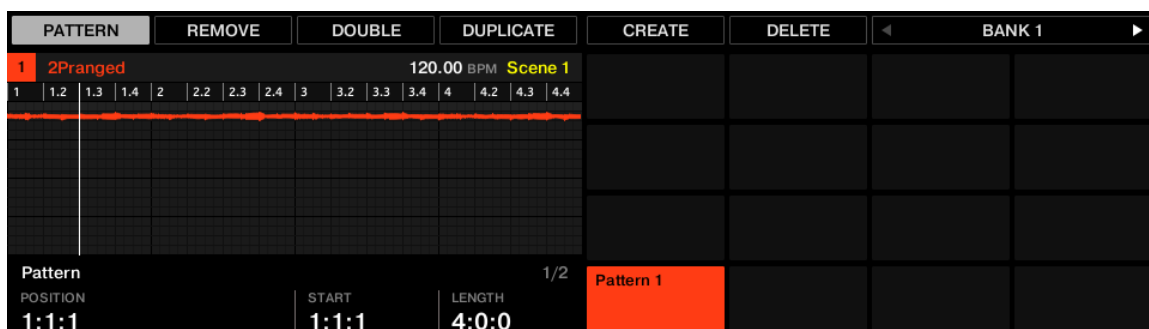 PATTERN REMOVE DOUBLE DUPLICATE CREATE DELETE BANK 1
1 2Pranged 120.00 BPM Scene 1
1 1.2 1.3 1.4 2 2.2 2.3 2.4 3 3.2 3.3 3.4 4 4.2 4.3 4.4
Pattern 1/2 Pattern 1
POSITION START LENGTH
1:1:1 1:1:1 4:0:0